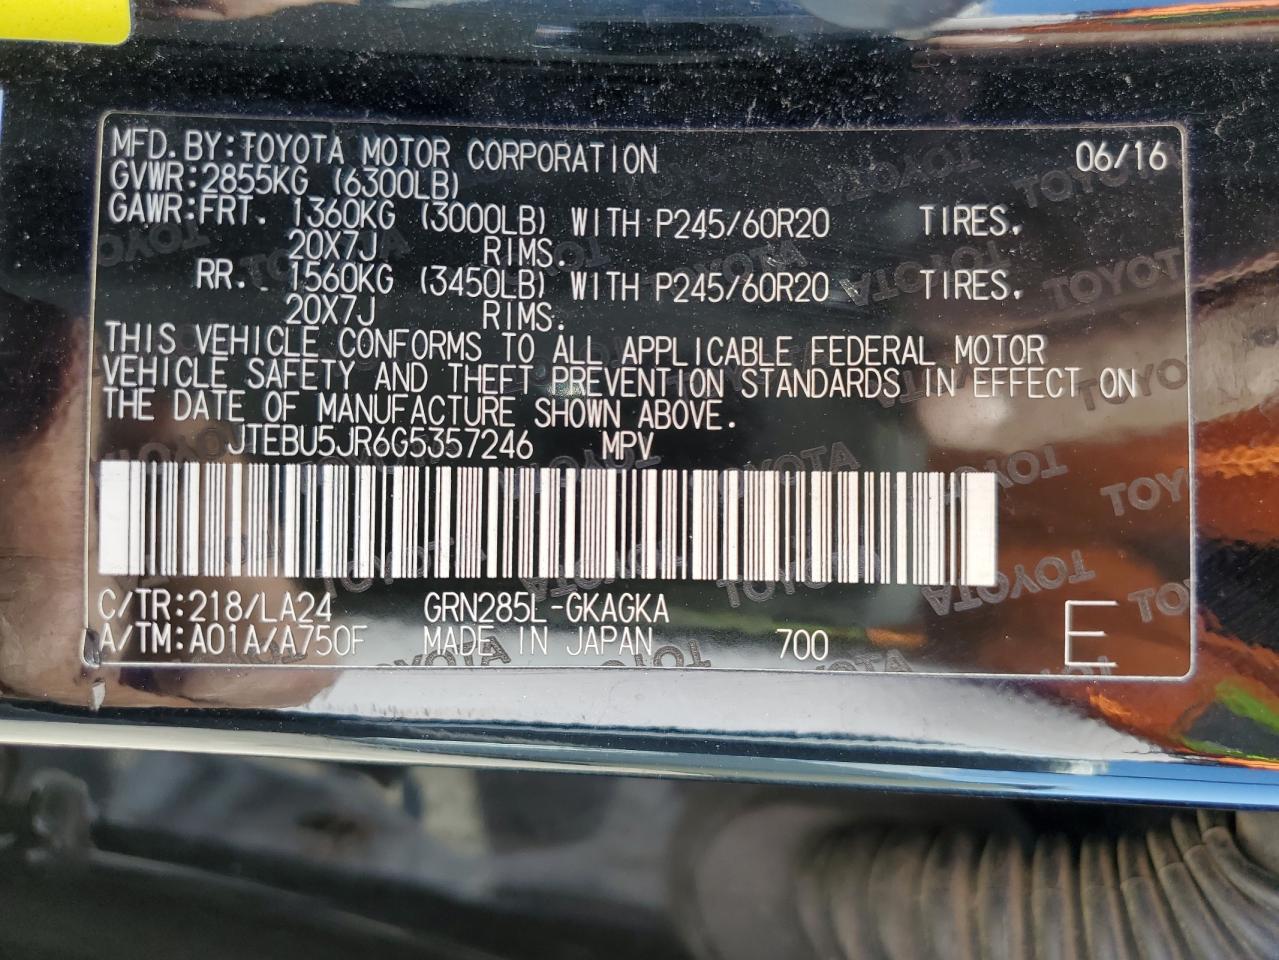 MFD.BY:TOYOTA MOTOR CORPORATION 06/16
GVWR:2855KG (6300LB)
GAWR:FRT. 1360KG (3000LB) WITH P245/60R20 TIRES.
20X7J RIMS.
RR. 1560KG (3450LB) WITH P245/60R20 TIRES.
20X7J RIMS.
THIS VEHICLE CONFORMS TO ALL APPLICABLE FEDERAL MOTOR
VEHICLE SAFETY AND THEFT PREVENTION STANDARDS IN EFFECT ON
THE DATE OF MANUFACTURE SHOWN ABOVE.
JTEBU5JR6G5357246 MPV
C/TR:218/LA24 GRN285L-GKAGKA
A/TM:A01A/A750F MADE IN JAPAN 700 E